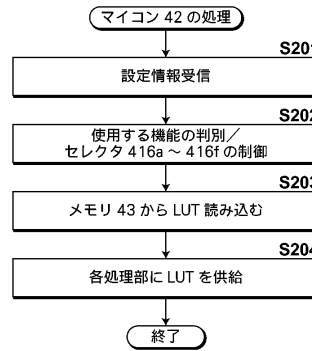 マイコン 42 の処理
S201
設定情報受信
S202
使用する機能の判別／
セレクタ 416a ～ 416f の制御
S203
メモリ 43 から LUT 読み込む
S204
各処理部に LUT を供給
終了